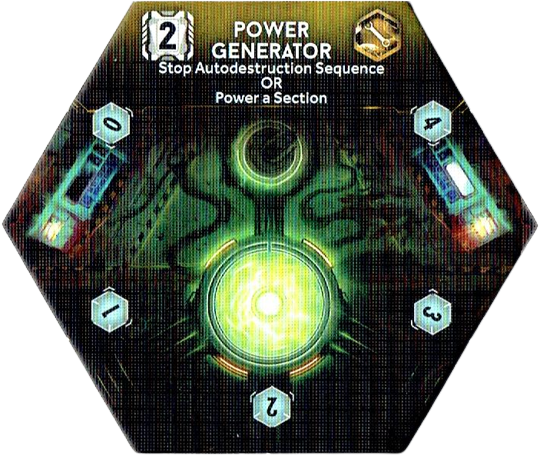 2
POWER
GENERATOR
Stop Autodestruction Sequence
OR
Power a Section
0
4
1
3
2